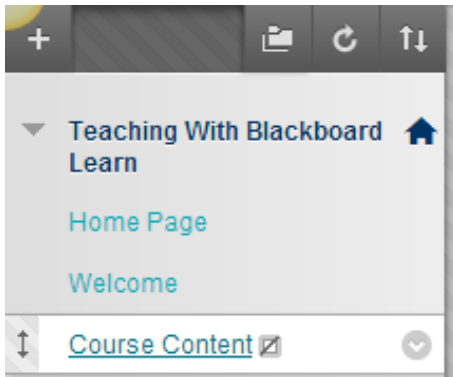 Teaching With Blackboard
Learn
Home Page
Welcome
Course Content